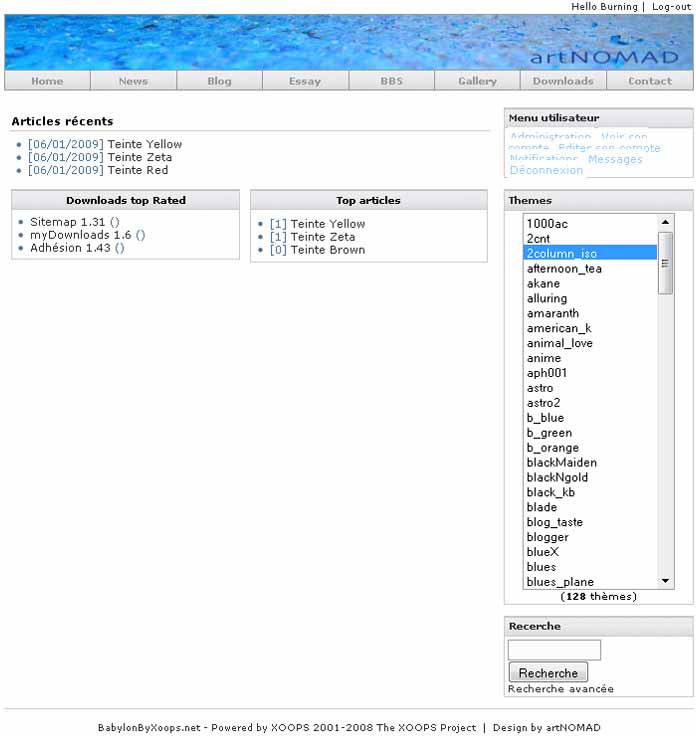 Hello Burning | Log-out
artNOMAD
Home News Blog Essay BBS Gallery Downloads Contact
Articles récents
[06/01/2009] Teinte Yellow
[06/01/2009] Teinte Zeta
[06/01/2009] Teinte Red
Downloads top Rated
Sitemap 1.31 ()
myDownloads 1.6 ()
Adhésion 1.43 ()
Top articles
[1] Teinte Yellow
[1] Teinte Zeta
[0] Teinte Brown
Menu utilisateur
Administration Voir son
compte Editer son compte
Notifications Messages
Déconnexion
Themes
1000ac
2cnt
2column_iso
afternoon_tea
akane
alluring
amaranth
american_k
animal_love
anime
aph001
astro
astro2
b_blue
b_green
b_orange
blackMaiden
blackNgold
black_kb
blade
blog_taste
blogger
blueX
blues
blues_plane
(128 thèmes)
Recerche
Recherche
Recherche avancée
BabylonByXoops.net - Powered by XOOPS 2001-2008 The XOOPS Project | Design by artNOMAD